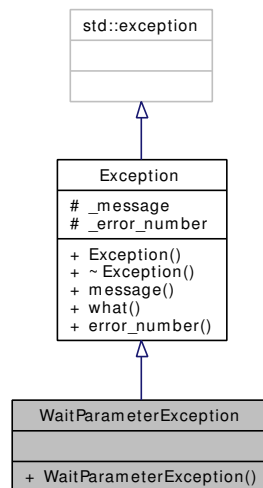 std::exception
Exception
# _message
# _error_number
+ Exception()
+ ~Exception()
+ message()
+ what()
+ error_number()
WaitParameterException
+ WaitParameterException()